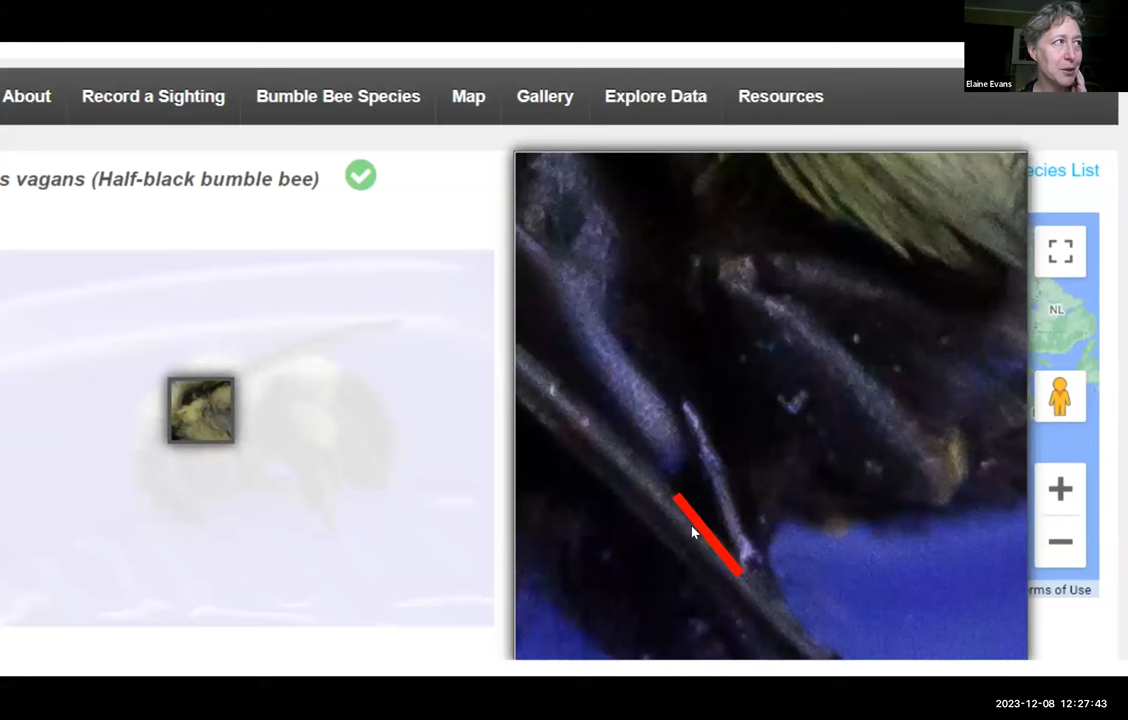 Elaine Evans
About Record a Sighting Bumble Bee Species Map Gallery Explore Data Resources
s vagans (Half-black bumble bee)
ecies List
NL
rms of Use
2023-12-08 12:27:43